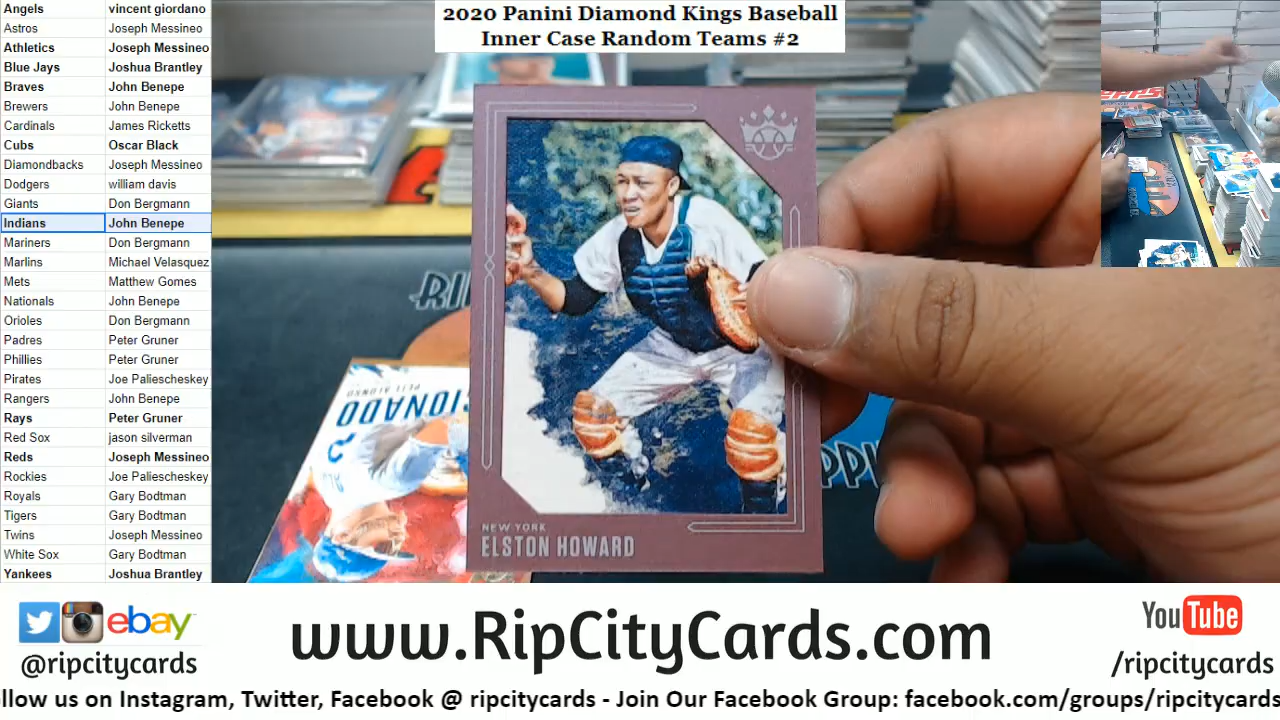 2020 Panini Diamond Kings Baseball
Inner Case Random Teams #2
Angels vincent giordano
Astros Joseph Messineo
Athletics Joseph Messineo
Blue Jays Joshua Brantley
Braves John Benepe
Brewers John Benepe
Cardinals James Ricketts
Cubs Oscar Black
Diamondbacks Joseph Messineo
Dodgers william davis
Giants Don Bergmann
Indians John Benepe
Mariners Don Bergmann
Marlins Michael Velasquez
Mets Matthew Gomes
Nationals John Benepe
Orioles Don Bergmann
Padres Peter Gruner
Phillies Peter Gruner
Pirates Joe Paliescheskey
Rangers John Benepe
Rays Peter Gruner
Red Sox jason silverman
Reds Joseph Messineo
Rockies Joe Paliescheskey
Royals Gary Bodtman
Tigers Gary Bodtman
Twins Joseph Messineo
White Sox Gary Bodtman
Yankees Joshua Brantley
NEW YORK
ELSTON HOWARD
PETE ALONSO
ebay
@ripcitycards
www.RipCityCards.com
YouTube
/ripcitycards
ollow us on Instagram, Twitter, Facebook @ ripcitycards - Join Our Facebook Group: facebook.com/groups/ripcitycards